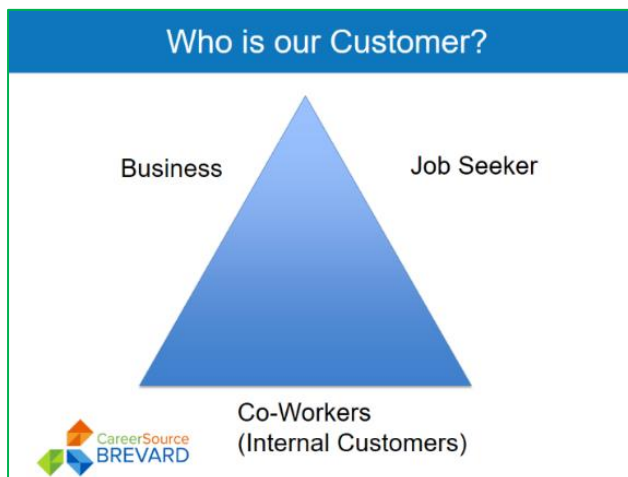 Who is our Customer?
Business
Job Seeker
Co-Workers
(Internal Customers)
CareerSource
BREVARD